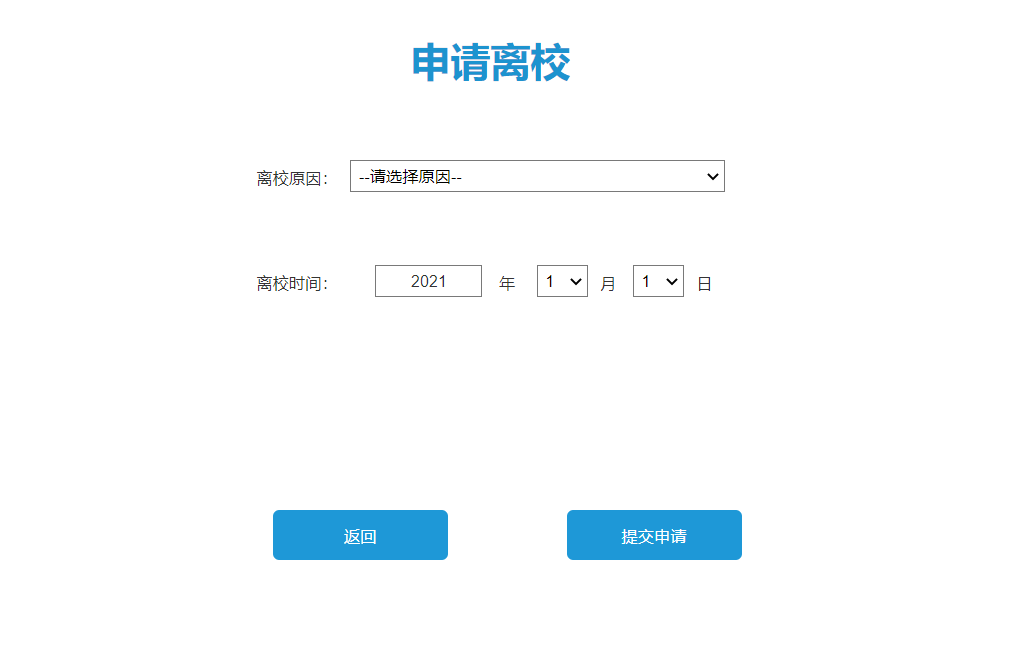 申请离校
离校原因： --请选择原因--
离校时间： 2021 年 1 月 1 日
返回 提交申请